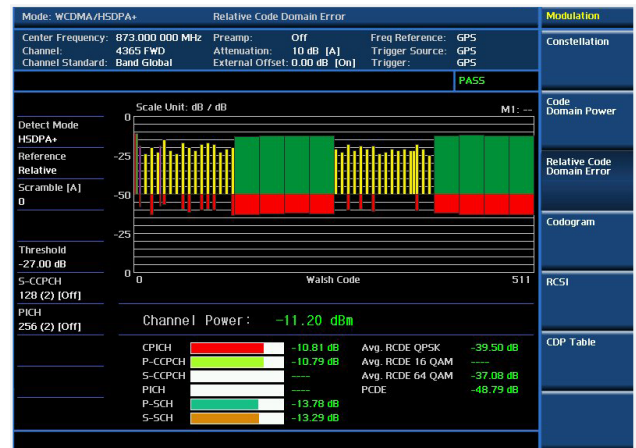 Mode: WCDMA/HSDPA+ Relative Code Domain Error Modulation
Center Frequency: 873.000 000 MHz Preamp: Off Freq Reference: GPS
Channel: 4365 FWD Attenuation: 10 dB [A] Trigger Source: GPS
Channel Standard: Band Global External Offset: 0.00 dB [On] Trigger: GPS
PASS
Constellation
Code
Domain Power
Relative Code
Domain Error
Codogram
RCSI
CDP Table
Detect Mode
HSDPA+
Reference
Relative
Scramble [A]
0
Threshold
-27.00 dB
S-CCPCH
128 (2) [Off]
PICH
256 (2) [Off]
Scale Unit: dB / dB M1: --
0
-25
-50
-25
0
0 Walsh Code 511
Channel Power: -11.20 dBm
CPICH -10.81 dB Avg. RCDE QPSK -39.50 dB
P-CCPCH -10.79 dB Avg. RCDE 16 QAM ----
S-CCPCH ---- Avg. RCDE 64 QAM -37.08 dB
PICH ---- PCDE -48.79 dB
P-SCH -13.78 dB
S-SCH -13.29 dB